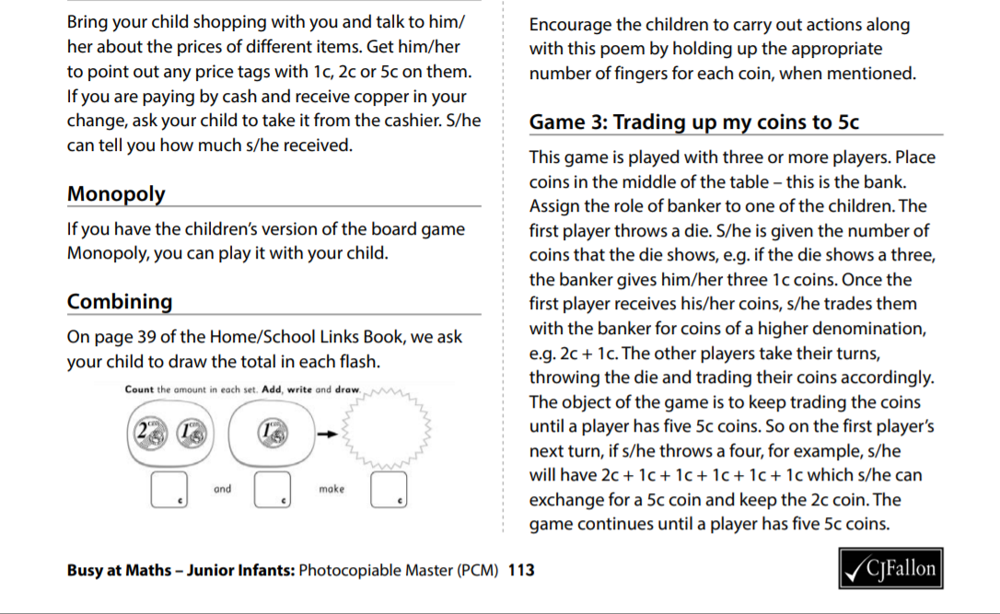 Bring your child shopping with you and talk to him/
her about the prices of different items. Get him/her
to point out any price tags with 1c, 2c or 5c on them.
If you are paying by cash and receive copper in your
change, ask your child to take it from the cashier. S/he
can tell you how much s/he received.
Monopoly
If you have the children's version of the board game
Monopoly, you can play it with your child.
Combining
On page 39 of the Home/School Links Book, we ask
your child to draw the total in each flash.
Count the amount in each set. Add, write and draw.
2 1 1
c and c make c
Encourage the children to carry out actions along
with this poem by holding up the appropriate
number of fingers for each coin, when mentioned.
Game 3: Trading up my coins to 5c
This game is played with three or more players. Place
coins in the middle of the table – this is the bank.
Assign the role of banker to one of the children. The
first player throws a die. S/he is given the number of
coins that the die shows, e.g. if the die shows a three,
the banker gives him/her three 1c coins. Once the
first player receives his/her coins, s/he trades them
with the banker for coins of a higher denomination,
e.g. 2c + 1c. The other players take their turns,
throwing the die and trading their coins accordingly.
The object of the game is to keep trading the coins
until a player has five 5c coins. So on the first player's
next turn, if s/he throws a four, for example, s/he
will have 2c + 1c + 1c + 1c + 1c + 1c which s/he can
exchange for a 5c coin and keep the 2c coin. The
game continues until a player has five 5c coins.
Busy at Maths – Junior Infants: Photocopiable Master (PCM) 113
CJFallon